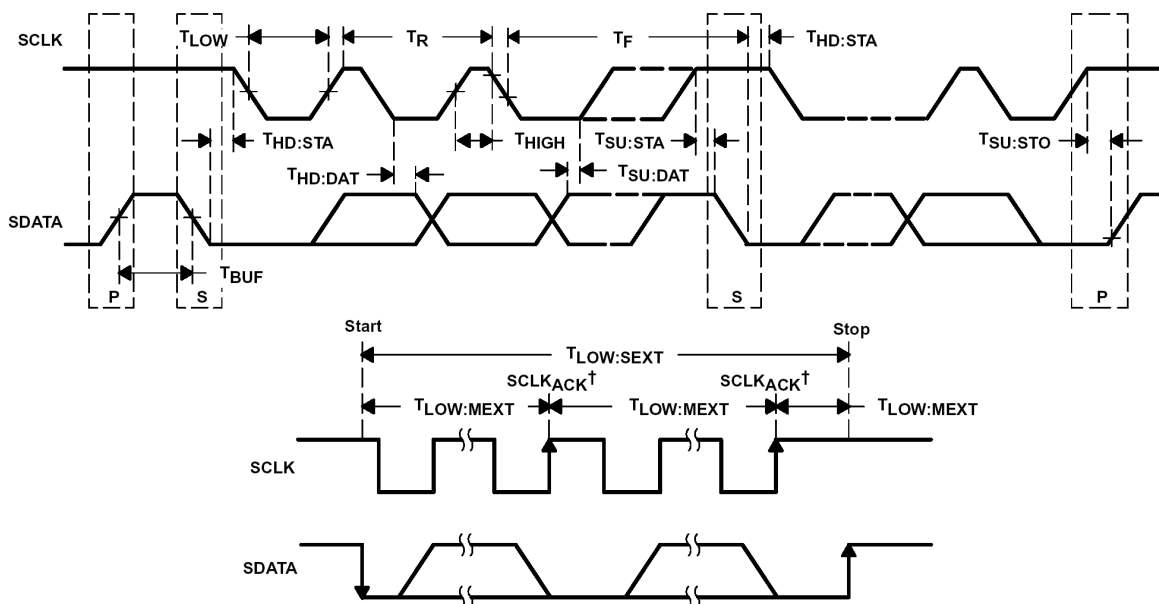 SCLK
TLOW
TR
TF
THD:STA
THD:STA
THIGH
TSU:STA
TSU:STO
THD:DAT
TSU:DAT
SDATA
TBUF
P
S
S
P
Start
Stop
TLOW:SEXT
SCLKACK†
SCLKACK†
TLOW:MEXT
TLOW:MEXT
TLOW:MEXT
SCLK
SDATA